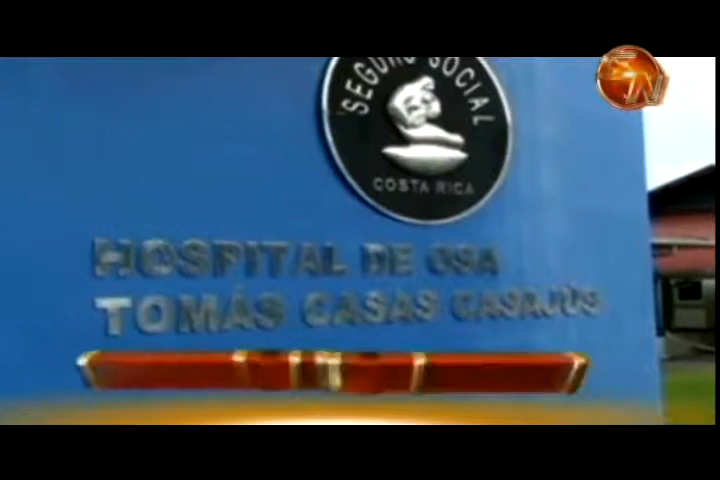 SEGURO SOCIAL
COSTA RICA
HOSPITAL DE OSA
TOMÁS CASAS CASAJÚS